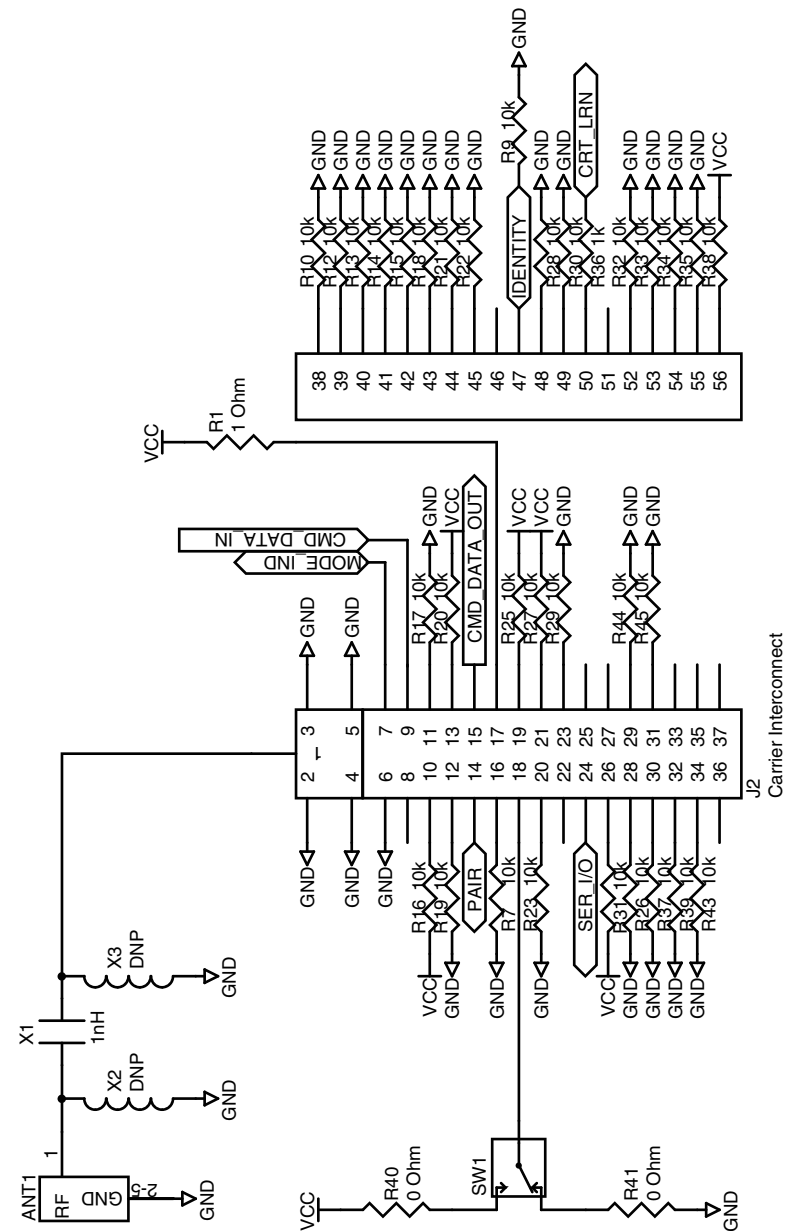 ANT1
RF
GND
1
2-5
GND
X2
DNP
GND
X1
1nH
X3
DNP
GND
VCC
R40
0 Ohm
SW1
R41
0 Ohm
GND
GND
GND
GND
VCC R16 10k
GND R19 10k
PAIR
GND R7 10k
GND R23 10k
SER_I/O
VCC R31 10k
GND R26 10k
GND R37 10k
GND R39 10k
GND R43 10k
1
2 3
4 5
6 7
8 9
10 11
12 13
14 15
16 17
18 19
20 21
22 23
24 25
26 27
28 29
30 31
32 33
34 35
36 37
J2
Carrier Interconnect
GND
GND
MODE_IND
CMD_DATA_IN
R17 10k GND
R20 10k VCC
CMD_DATA_OUT
R25 10k VCC
R27 10k VCC
R29 10k GND
R44 10k GND
R45 10k GND
VCC
R1
1 Ohm
38 R10 10k GND
39 R12 10k GND
40 R13 10k GND
41 R14 10k GND
42 R15 10k GND
43 R18 10k GND
44 R21 10k GND
45 R22 10k GND
46
47 IDENTITY R9 10k GND
48 R28 10k GND
49 R30 10k GND
50 R36 1k CRT_LRN
51
52 R32 10k GND
53 R33 10k GND
54 R34 10k GND
55 R35 10k GND
56 R38 10k VCC